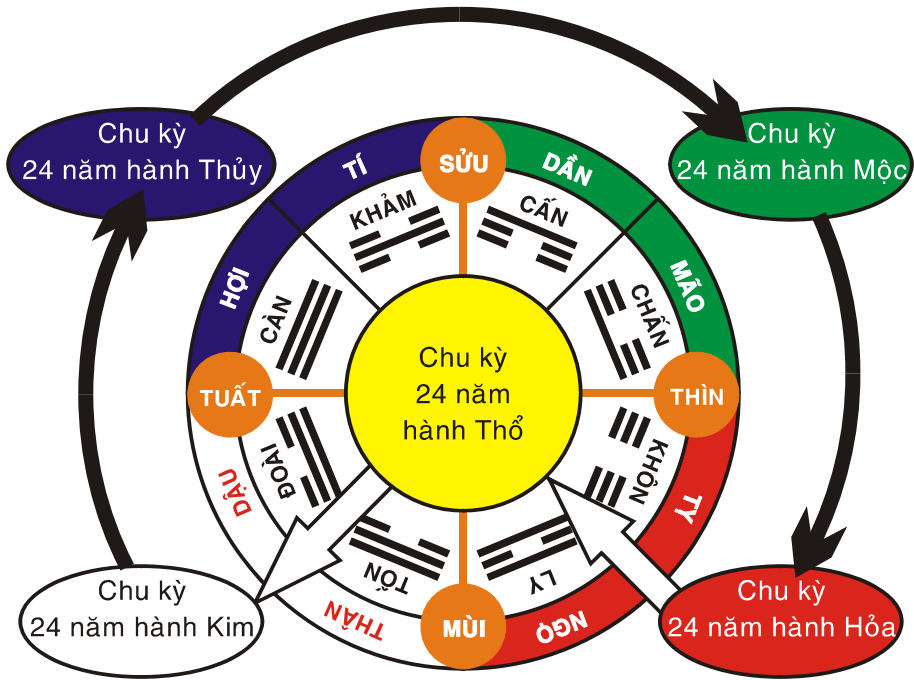 Chu kỳ
24 năm hành Thủy
Chu kỳ
24 năm hành Mộc
TÍ
SỬU
DẦN
HỢI
KHẢM
CẤN
MÃO
CÀN
CHẤN
Chu kỳ
24 năm
hành Thổ
TUẤT
THÌN
DẬU
ĐOÀI
KHÔN
TỴ
TỐN
LY
THÂN
MÙI
NGỌ
Chu kỳ
24 năm hành Kim
Chu kỳ
24 năm hành Hỏa